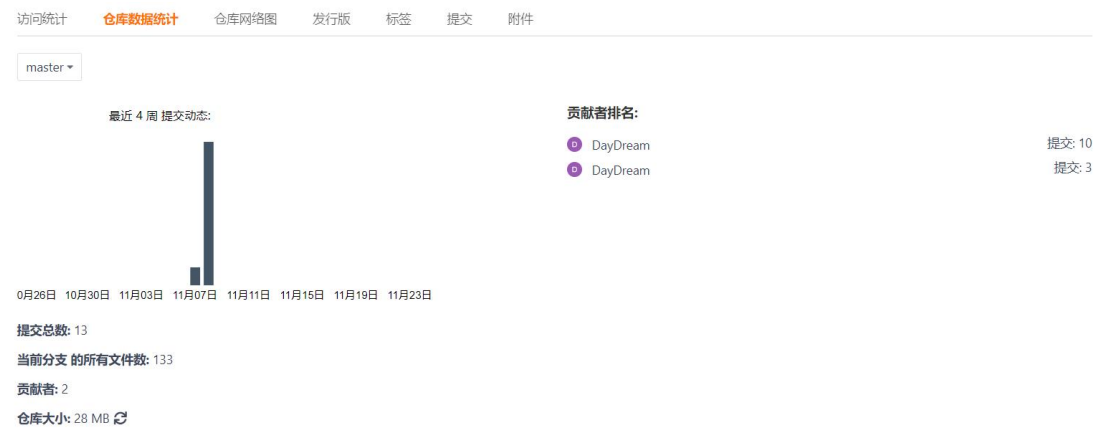 访问统计 仓库数据统计 仓库网络图 发行版 标签 提交 附件
master
最近 4 周 提交动态:
0月26日 10月30日 11月03日 11月07日 11月11日 11月15日 11月19日 11月23日
提交总数: 13
当前分支 的所有文件数: 133
贡献者: 2
仓库大小: 28 MB
贡献者排名:
D DayDream 提交: 10
D DayDream 提交: 3